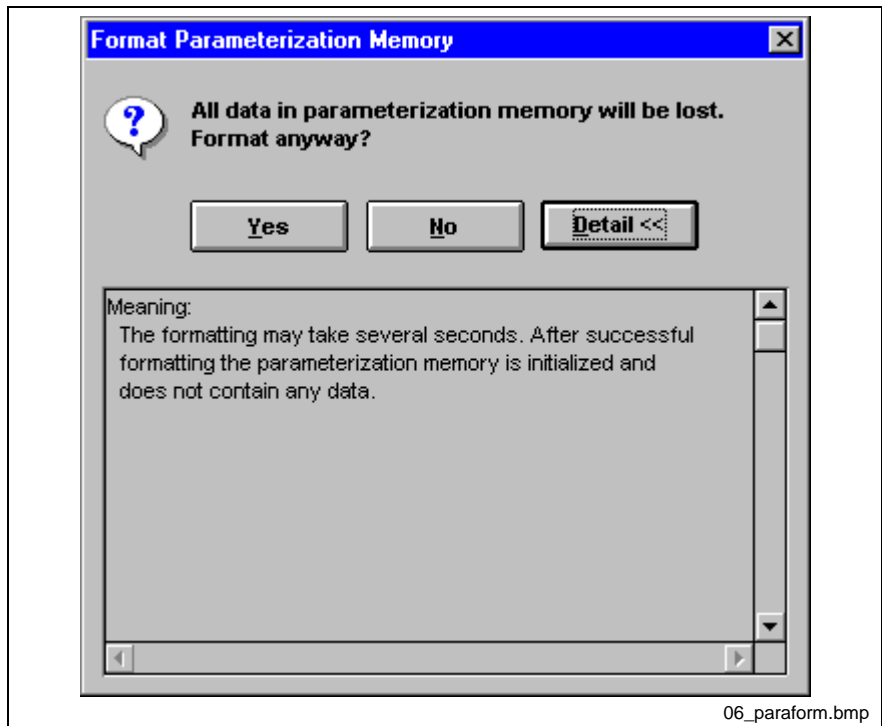 Format Parameterization Memory
All data in parameterization memory will be lost.
Format anyway?
Yes No Detail <<
Meaning:
The formatting may take several seconds. After successful
formatting the parameterization memory is initialized and
does not contain any data.
06_paraform.bmp